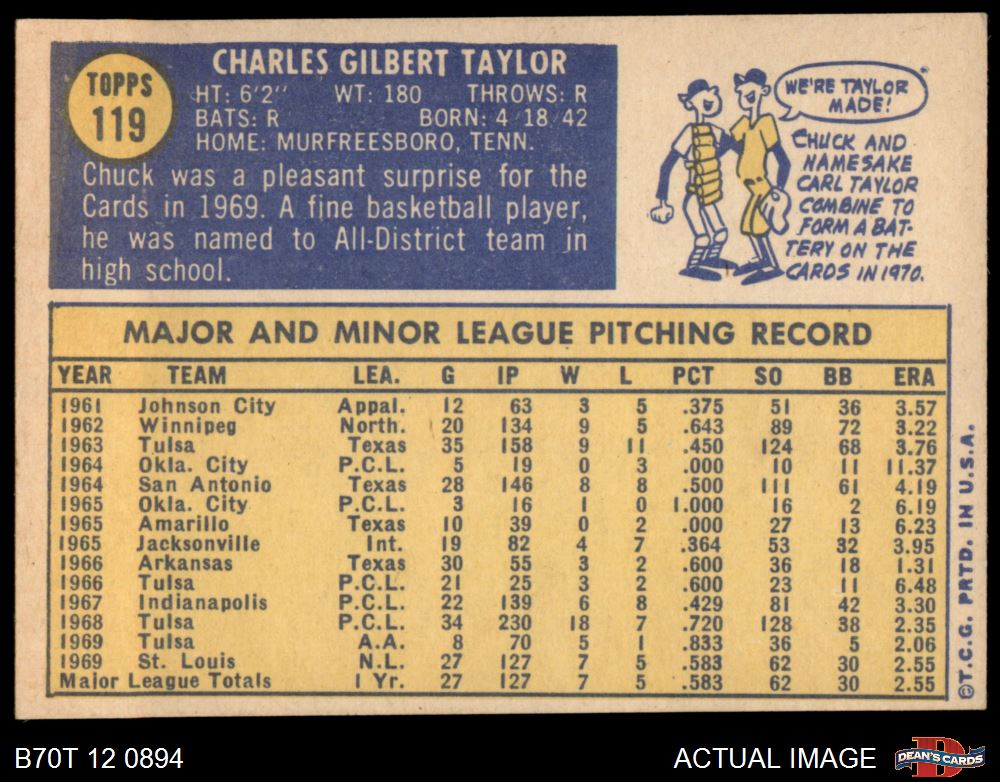 TOPPS
119
CHARLES GILBERT TAYLOR
HT: 6'2" WT: 180 THROWS: R
BATS: R BORN: 4 18 42
HOME: MURFREESBORO, TENN.
Chuck was a pleasant surprise for the
Cards in 1969. A fine basketball player,
he was named to All-District team in
high school.
WE'RE TAYLOR
MADE!
CHUCK AND
NAMESAKE
CARL TAYLOR
COMBINE TO
FORM A BAT-
TERY ON THE
CARDS IN 1970.
MAJOR AND MINOR LEAGUE PITCHING RECORD
YEAR TEAM LEA. G IP W L PCT SO BB ERA
1961 Johnson City Appal. 12 63 3 5 .375 51 36 3.57
1962 Winnipeg North. 20 134 9 5 .643 89 72 3.22
1963 Tulsa Texas 35 158 9 11 .450 124 68 3.76
1964 Okla. City P.C.L. 5 19 0 3 .000 10 11 11.37
1964 San Antonio Texas 28 146 8 8 .500 111 61 4.19
1965 Okla. City P.C.L. 3 16 1 0 1.000 16 2 6.19
1965 Amarillo Texas 10 39 0 2 .000 27 13 6.23
1965 Jacksonville Int. 19 82 4 7 .364 53 32 3.95
1966 Arkansas Texas 30 55 3 2 .600 36 18 1.31
1966 Tulsa P.C.L. 21 25 3 2 .600 23 11 6.48
1967 Indianapolis P.C.L. 22 139 6 8 .429 81 42 3.30
1968 Tulsa P.C.L. 34 230 18 7 .720 128 38 2.35
1969 Tulsa A.A. 8 70 5 1 .833 36 5 2.06
1969 St. Louis N.L. 27 127 7 5 .583 62 30 2.55
Major League Totals 1 Yr. 27 127 7 5 .583 62 30 2.55
©T.C.G. PRTD. IN U.S.A.
B70T 12 0894
ACTUAL IMAGE
D
DEAN'S CARDS